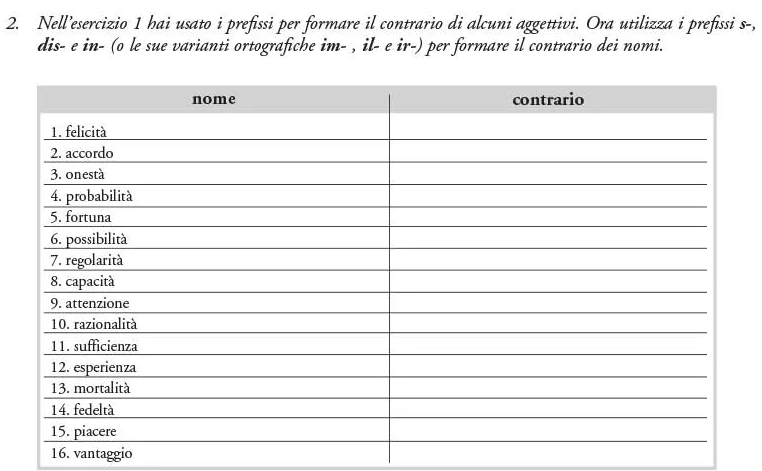 2. Nell'esercizio 1 hai usato i prefissi per formare il contrario di alcuni aggettivi. Ora utilizza i prefissi s-,
dis- e in- (o le sue varianti ortografiche im- , il- e ir-) per formare il contrario dei nomi.
nome contrario
1. felicità
2. accordo
3. onestà
4. probabilità
5. fortuna
6. possibilità
7. regolarità
8. capacità
9. attenzione
10. razionalità
11. sufficienza
12. esperienza
13. mortalità
14. fedeltà
15. piacere
16. vantaggio